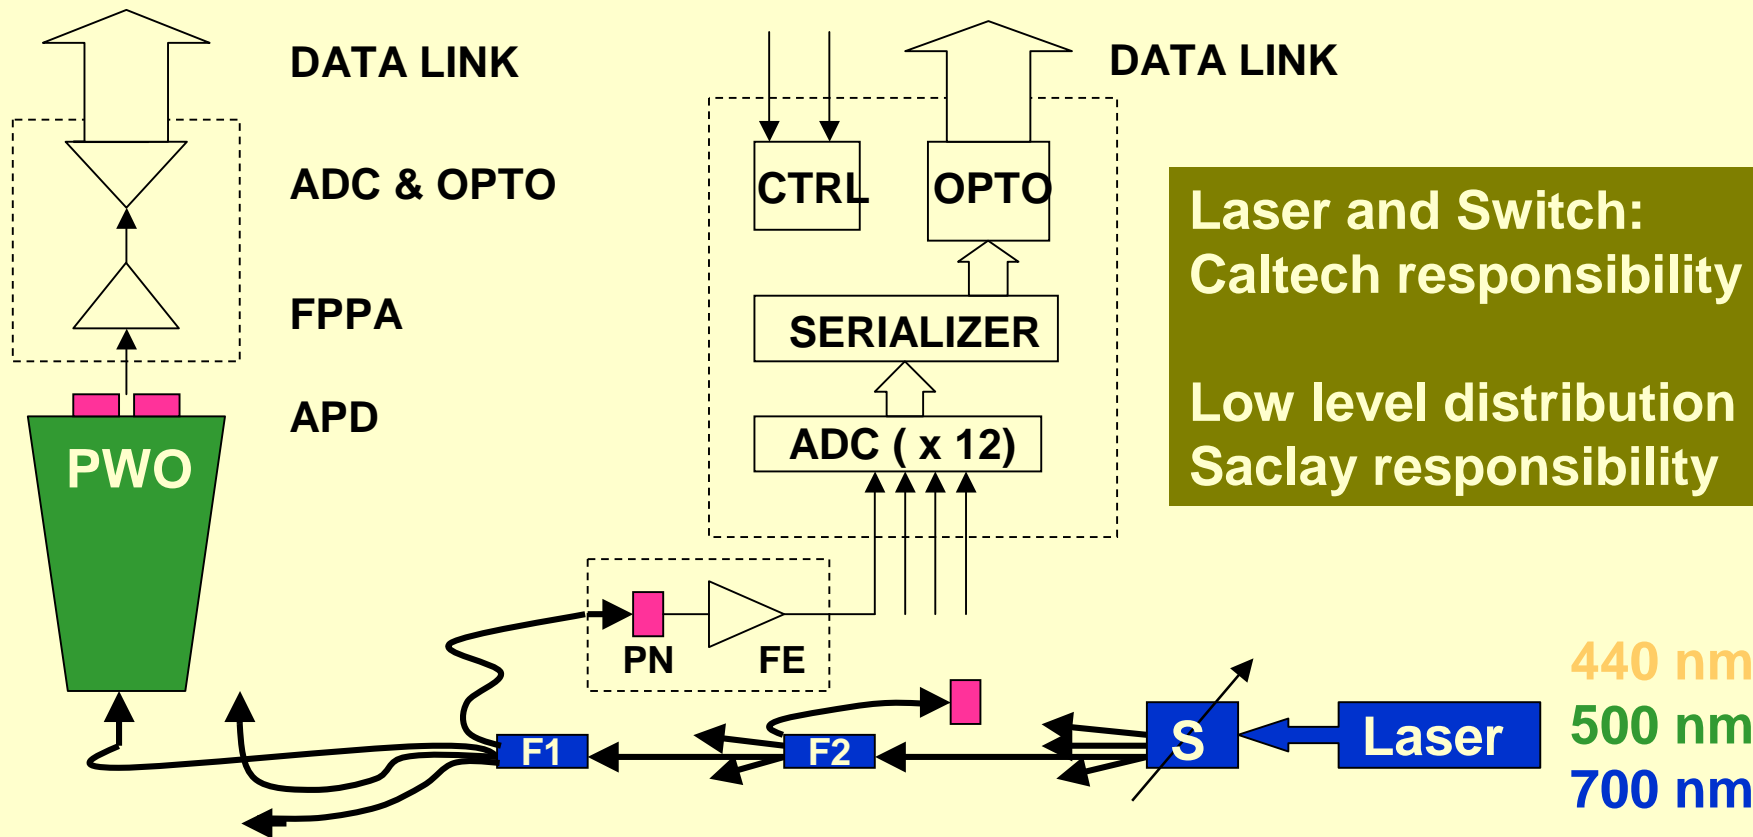 DATA LINK
ADC & OPTO
FPPA
APD
PWO
DATA LINK
CTRL
OPTO
SERIALIZER
ADC ( x 12)
PN
FE
F1
F2
S
Laser
Laser and Switch:
Caltech responsibility
Low level distribution
Saclay responsibility
440 nm
500 nm
700 nm